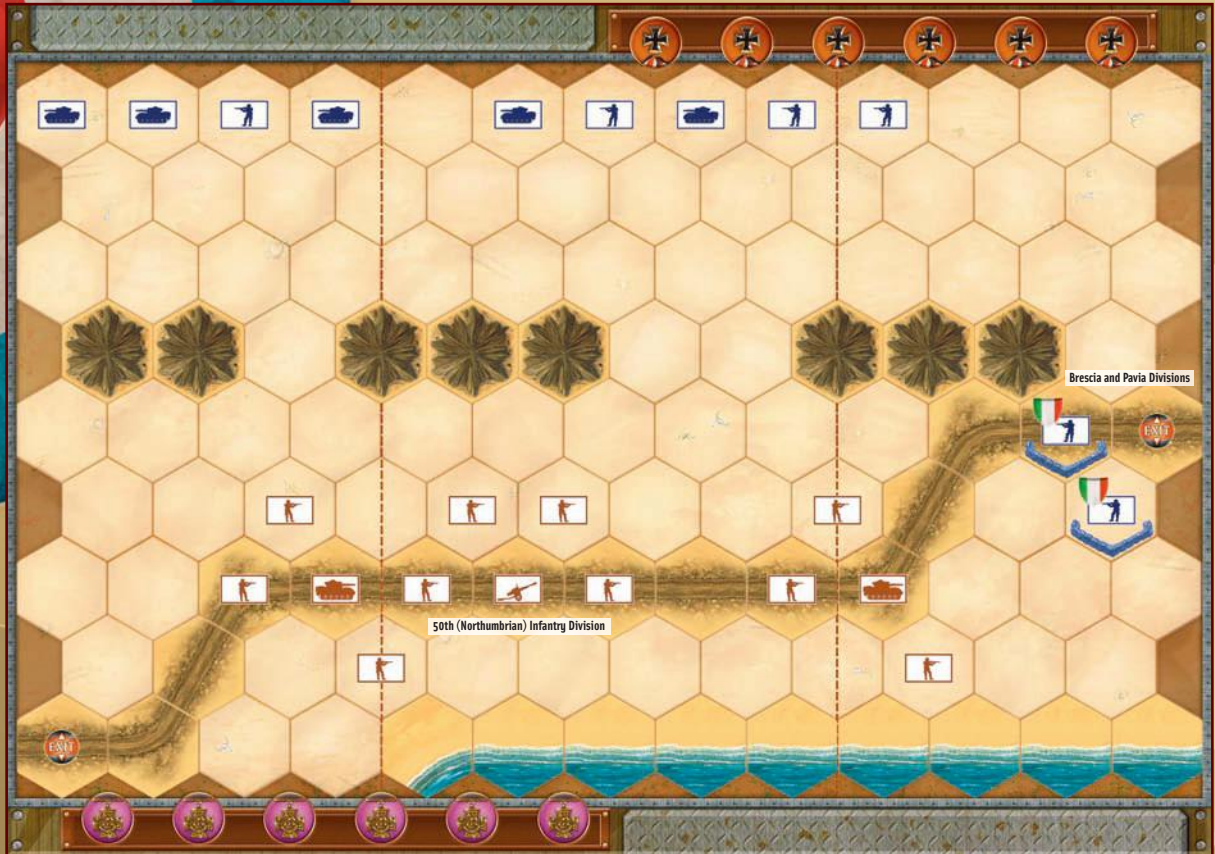 Brescia and Pavia Divisions
EXIT
50th (Northumbrian) Infantry Division
EXIT